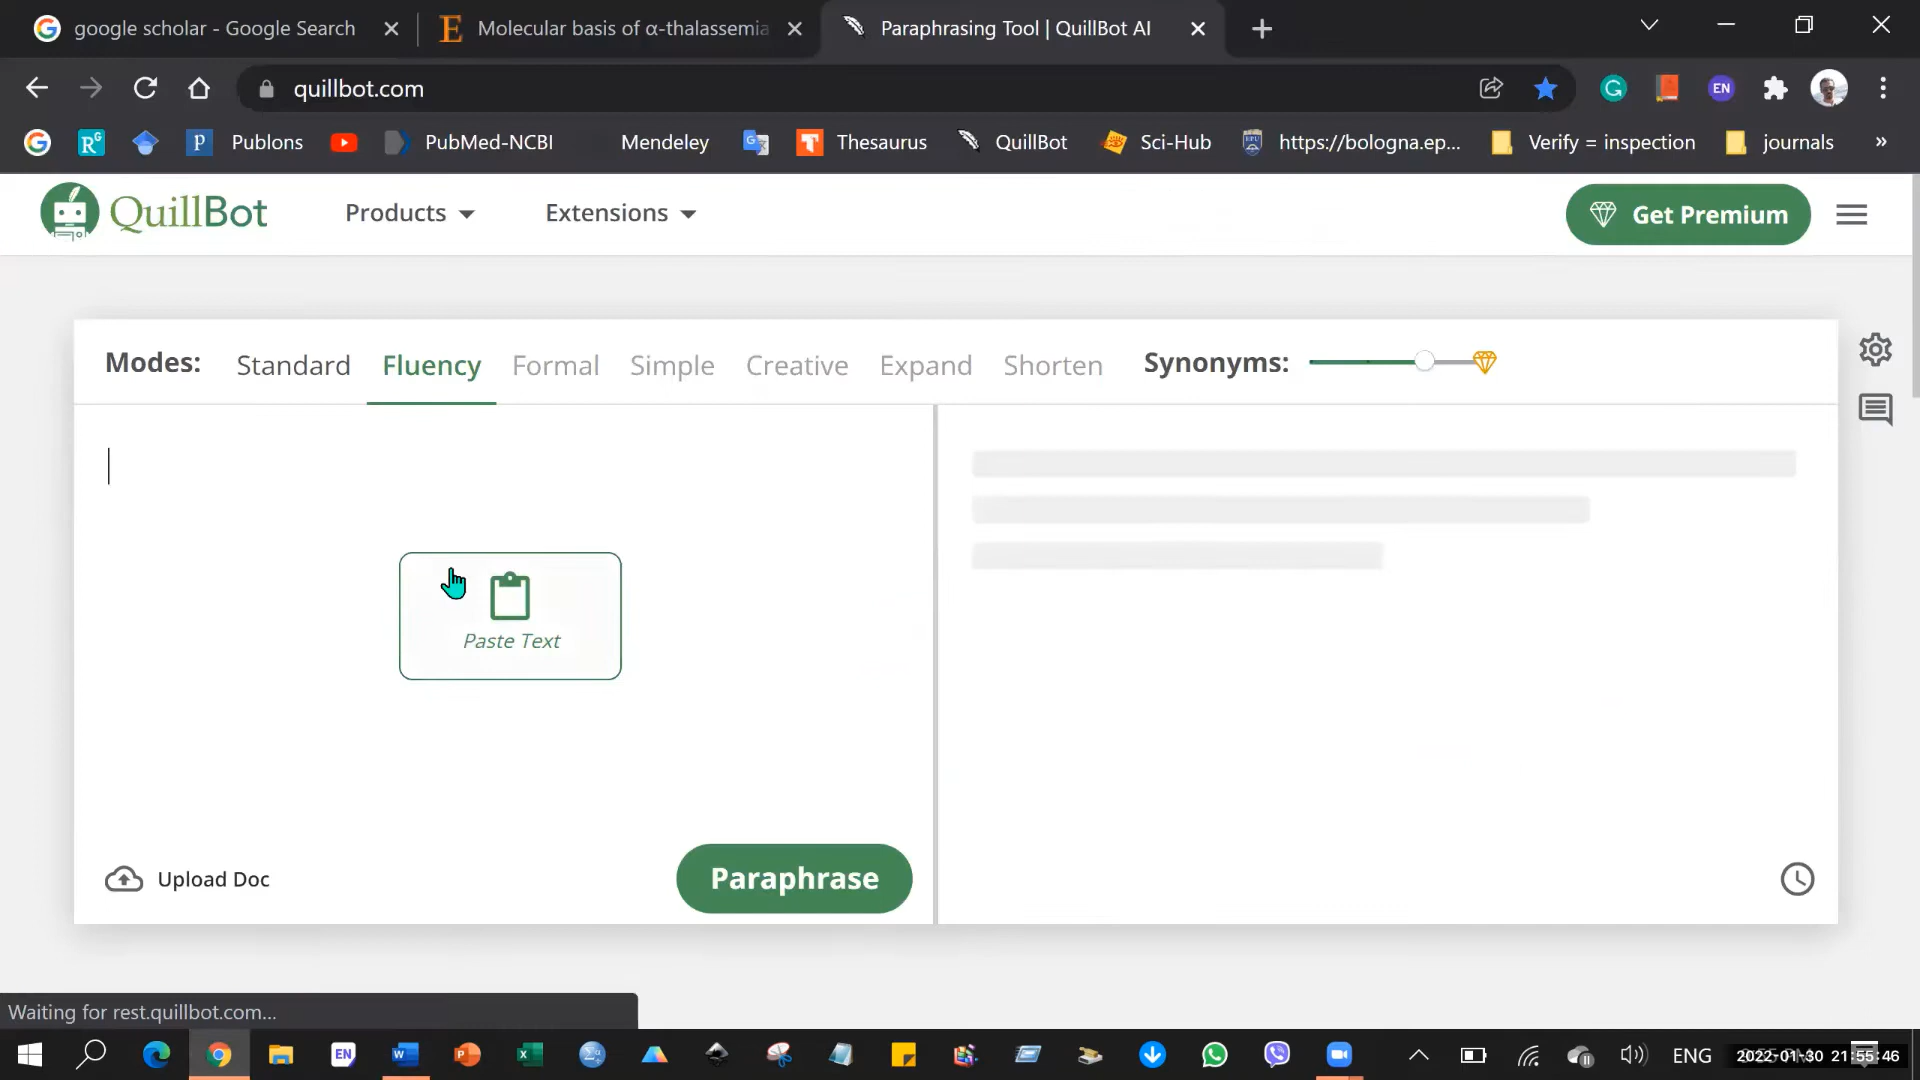 google scholar - Google Search
Molecular basis of α-thalassemia
Paraphrasing Tool | QuillBot AI
quillbot.com
EN
Publons
PubMed-NCBI
Mendeley
Thesaurus
QuillBot
Sci-Hub
https://bologna.ep...
Verify = inspection
journals
»
QuillBot
Products
Extensions
Get Premium
Modes:
Standard
Fluency
Formal
Simple
Creative
Expand
Shorten
Synonyms:
Paste Text
Upload Doc
Paraphrase
Waiting for rest.quillbot.com...
EN
ENG
2022-01-30 21:55:46